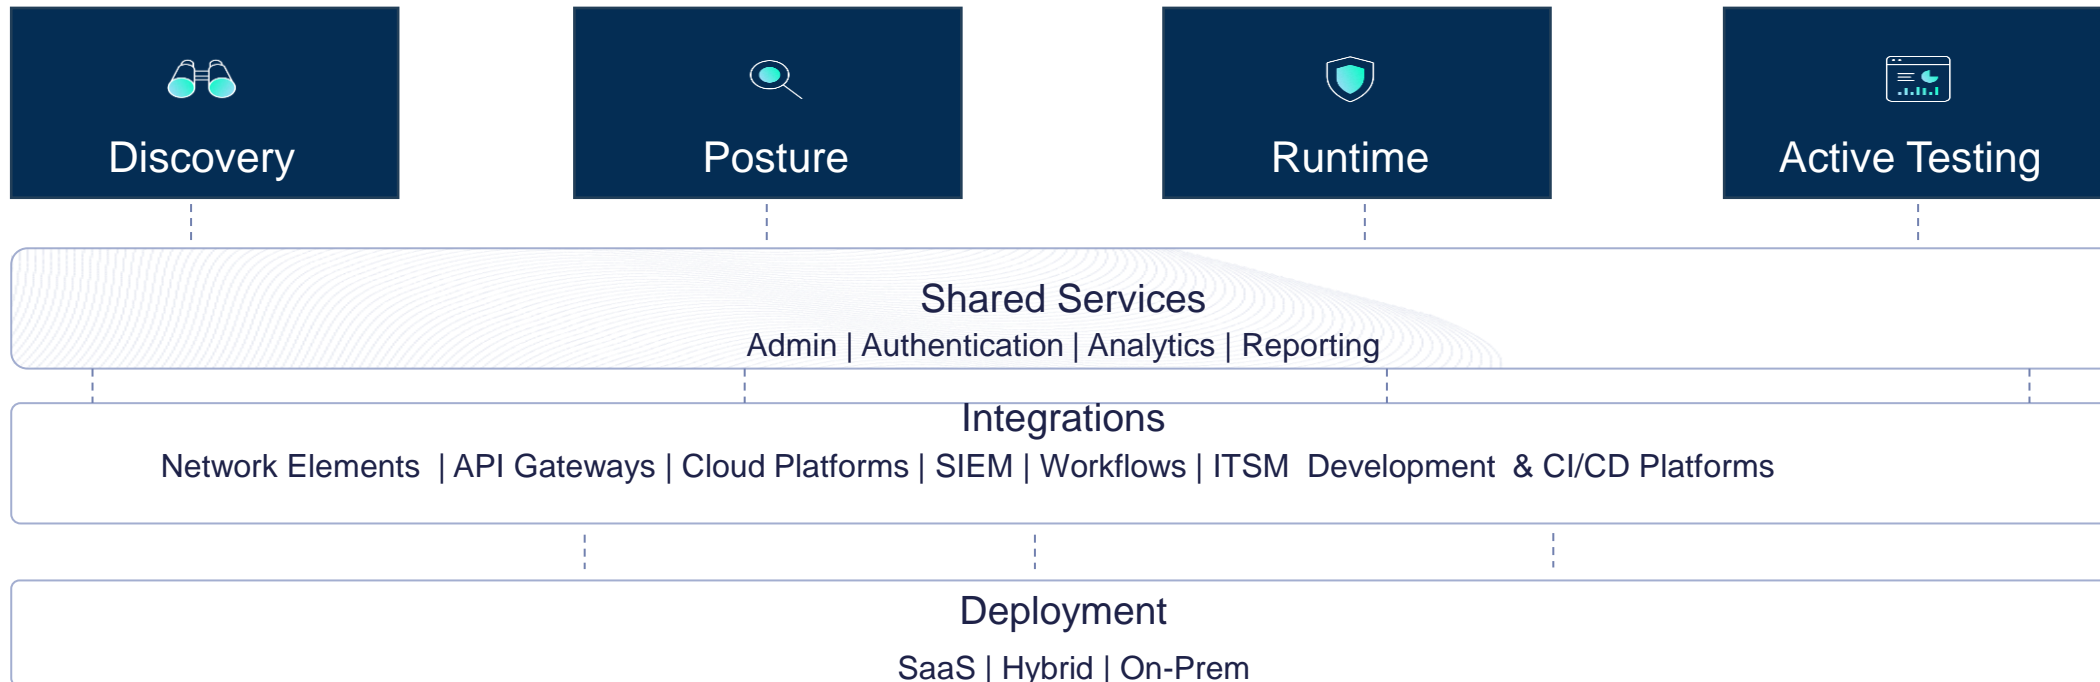 Discovery
Posture
Runtime
Active Testing
Shared Services
Admin | Authentication | Analytics | Reporting
Integrations
Network Elements  | API Gateways | Cloud Platforms | SIEM | Workflows | ITSM  Development  & CI/CD Platforms
Deployment
SaaS | Hybrid | On-Prem